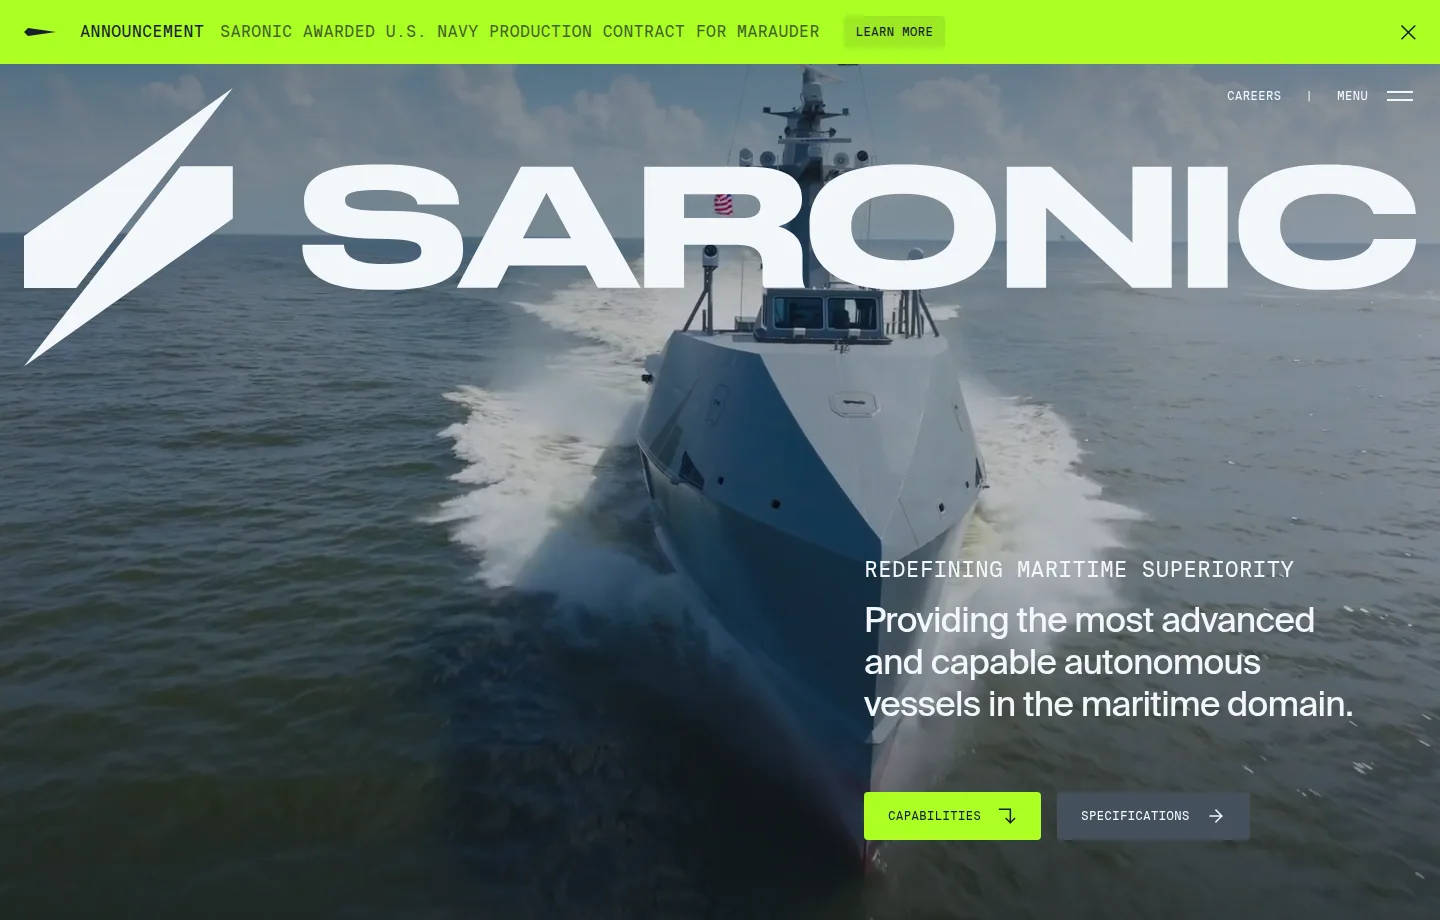 ANNOUNCEMENT SARONIC AWARDED U.S. NAVY PRODUCTION CONTRACT FOR MARAUDER LEARN MORE
CAREERS | MENU
SARONIC
REDEFINING MARITIME SUPERIORITY
Providing the most advanced
and capable autonomous
vessels in the maritime domain.
CAPABILITIES SPECIFICATIONS